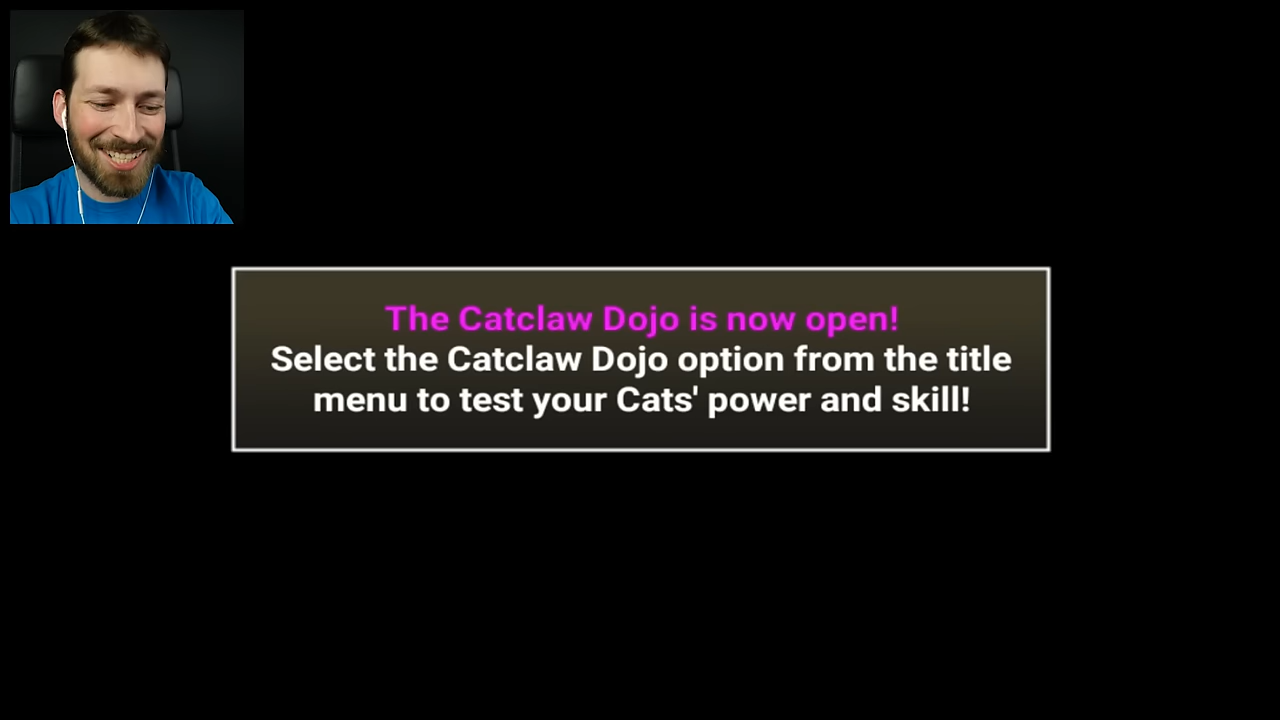 The Catclaw Dojo is now open!
Select the Catclaw Dojo option from the title
menu to test your Cats' power and skill!